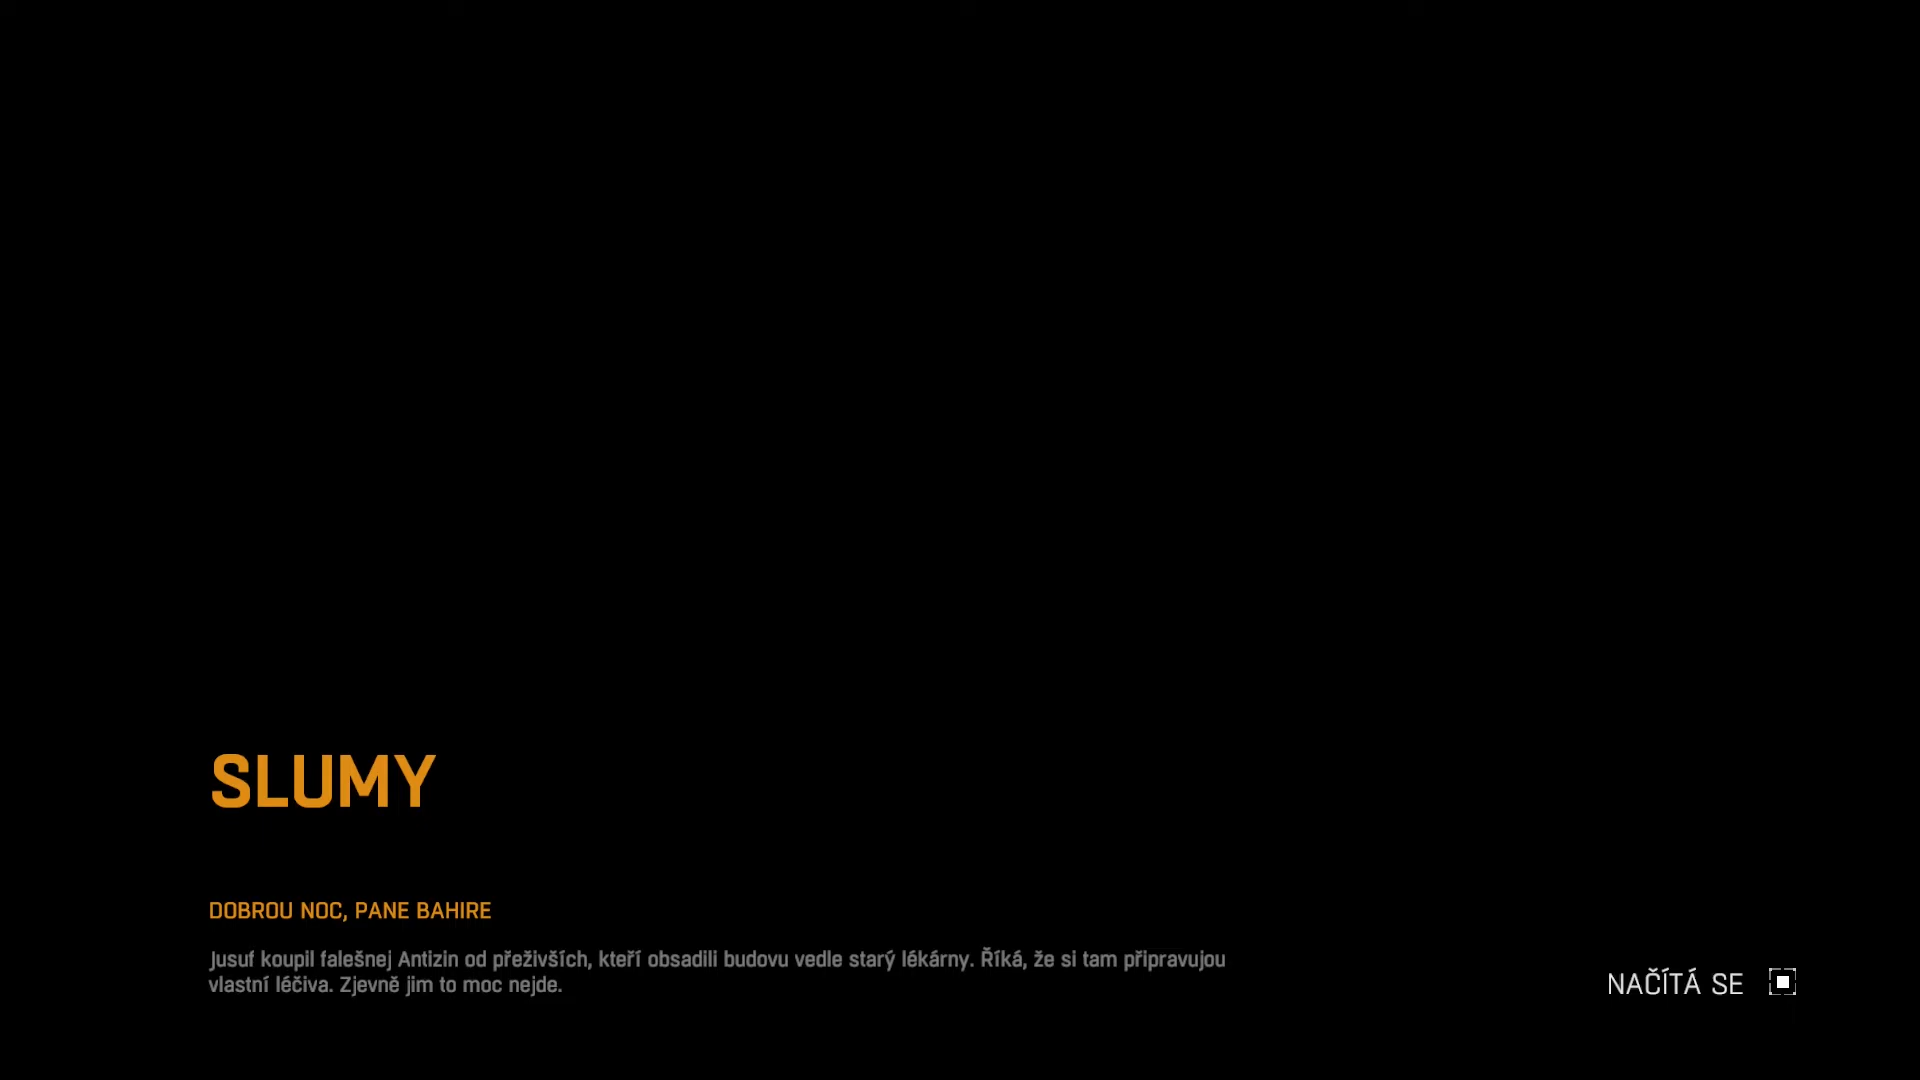 SLUMY
DOBROU NOC, PANE BAHIRE
Jusuf koupil falešnej Antizin od přeživších, kteří obsadili budovu vedle starý lékárny. Říká, že si tam připravujou
vlastní léčiva. Zjevně jim to moc nejde.
NAČÍTÁ SE